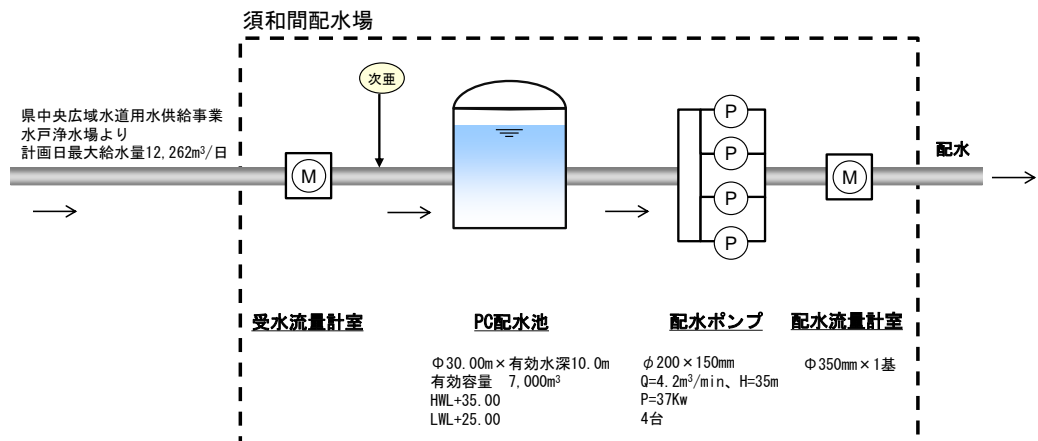 須和間配水場
次亜
県中央広域水道用水供給事業
水戸浄水場より
計画日最大給水量12,262m³/日
M
P
P
P
P
M
配水
受水流量計室
PC配水池
配水ポンプ
配水流量計室
Φ30.00m×有効水深10.0m
有効容量 7,000m³
HWL+35.00
LWL+25.00
φ200×150mm
Q=4.2m³/min、H=35m
P=37Kw
4台
Φ350mm×1基